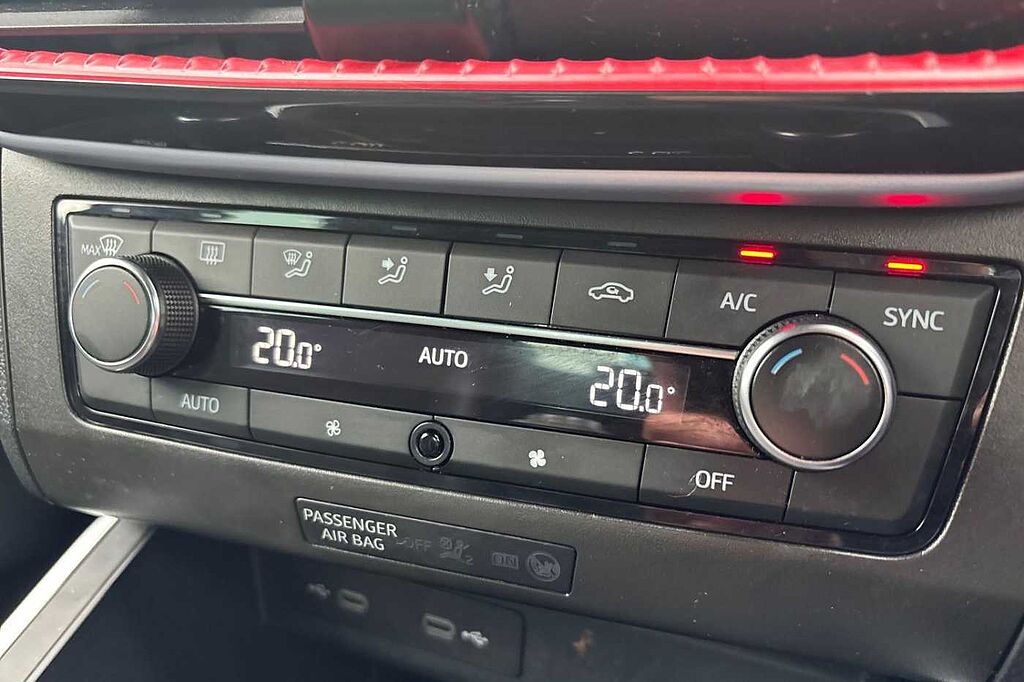 MAX
A/C
SYNC
20.0°
AUTO
20.0°
AUTO
OFF
PASSENGER
AIR BAG
OFF
ON